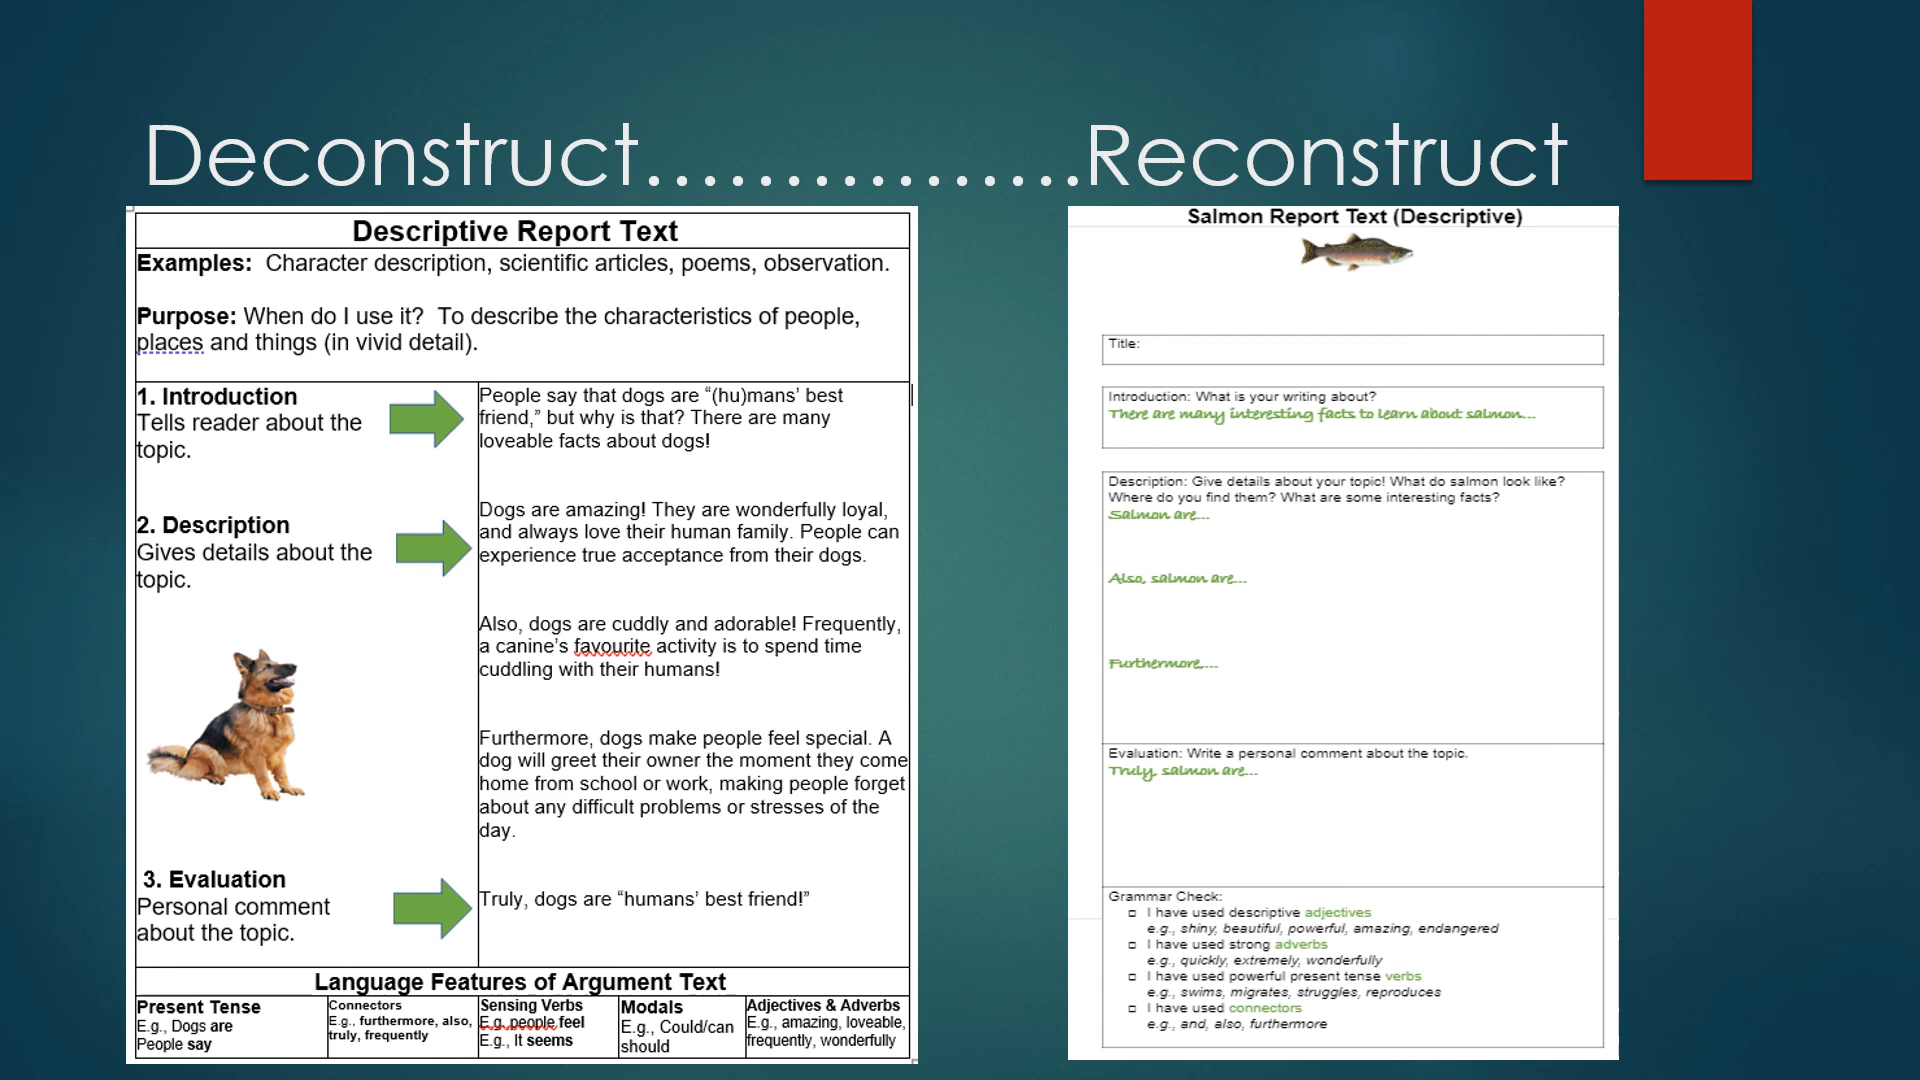 Deconstruct................Reconstruct
Descriptive Report Text
Examples: Character description, scientific articles, poems, observation.
Purpose: When do I use it? To describe the characteristics of people,
places and things (in vivid detail).
1. Introduction
Tells reader about the
topic.
People say that dogs are “(hu)mans’ best
friend,” but why is that? There are many
loveable facts about dogs!
2. Description
Gives details about the
topic.
Dogs are amazing! They are wonderfully loyal,
and always love their human family. People can
experience true acceptance from their dogs.
Also, dogs are cuddly and adorable! Frequently,
a canine’s favourite activity is to spend time
cuddling with their humans!
Furthermore, dogs make people feel special. A
dog will greet their owner the moment they come
home from school or work, making people forget
about any difficult problems or stresses of the
day.
3. Evaluation
Personal comment
about the topic.
Truly, dogs are “humans’ best friend!”
Language Features of Argument Text
Present Tense
E.g., Dogs are
People say
Connectors
E.g., furthermore, also,
truly, frequently
Sensing Verbs
E.g. people feel
E.g., It seems
Modals
E.g., Could/can
should
Adjectives & Adverbs
E.g., amazing, loveable,
frequently, wonderfully
Salmon Report Text (Descriptive)
Title:
Introduction: What is your writing about?
There are many interesting facts to learn about salmon...
Description: Give details about your topic! What do salmon look like?
Where do you find them? What are some interesting facts?
Salmon are...
Also, salmon are...
Furthermore,...
Evaluation: Write a personal comment about the topic.
Truly, salmon are...
Grammar Check:
I have used descriptive adjectives
e.g., shiny, beautiful, powerful, amazing, endangered
I have used strong adverbs
e.g., quickly, extremely, wonderfully
I have used powerful present tense verbs
e.g., swims, migrates, struggles, reproduces
I have used connectors
e.g., and, also, furthermore